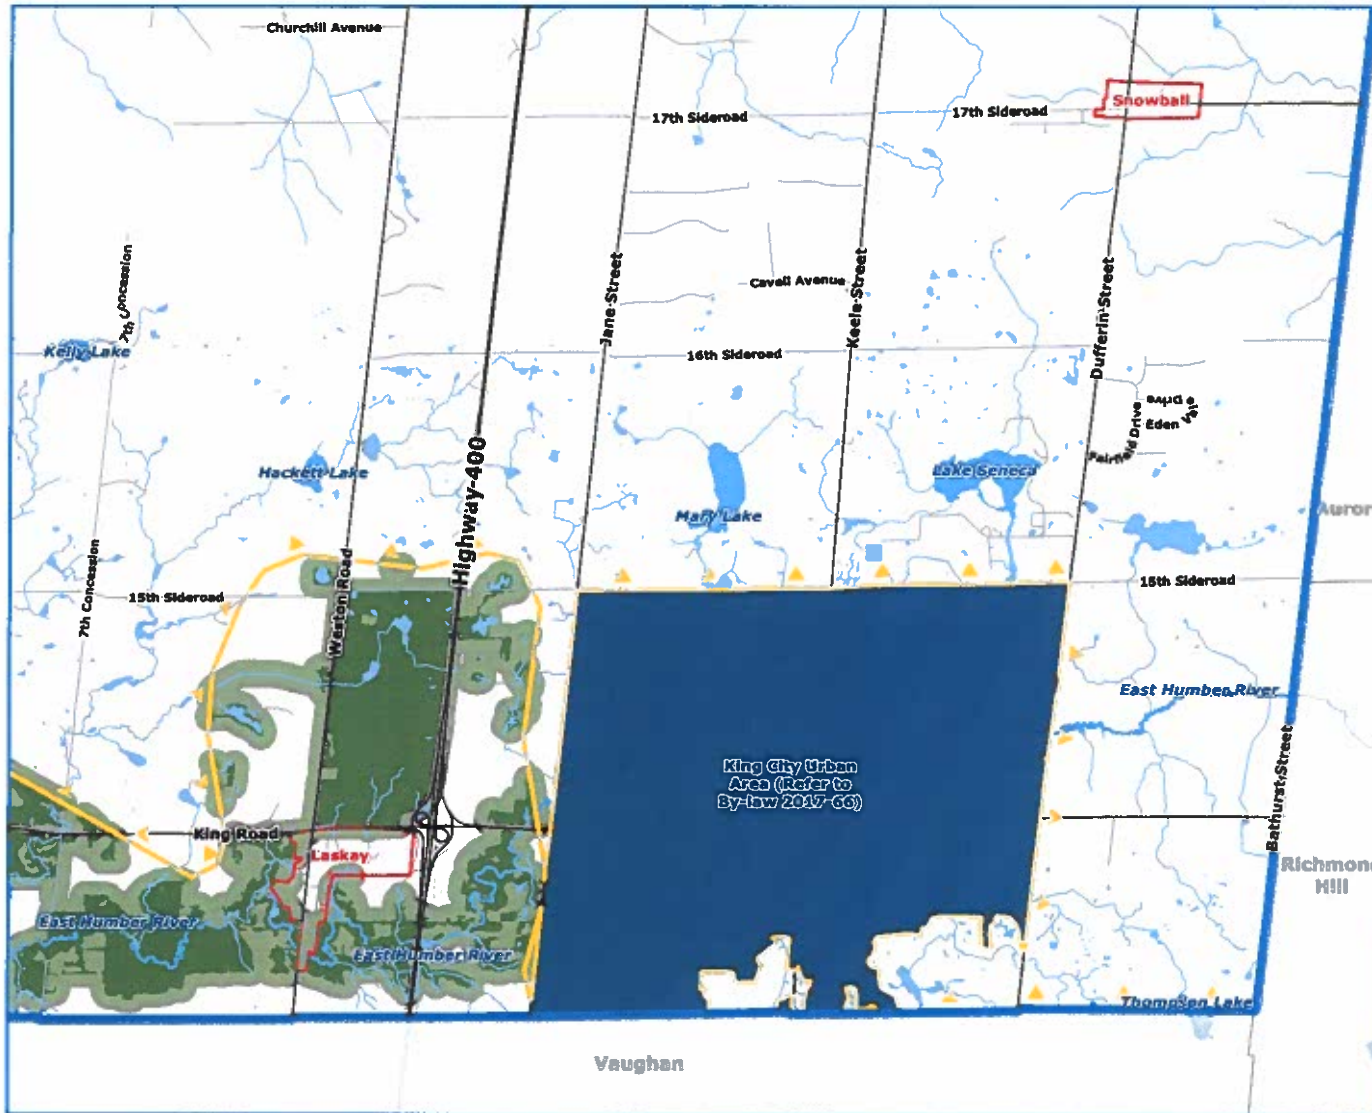 Churchill Avenue
Snowball
17th Sideroad
17th Sideroad
7th Concession
Jane Street
Cavell Avenue
Keele Street
Dufferin Street
Kelly Lake
16th Sideroad
Eden Vale Drive
Fairfield Drive
Hackett Lake
Highway 400
Lake Seneca
Mary Lake
Auror
7th Concession
15th Sideroad
Weston Road
15th Sideroad
East Humber River
King City Urban
Area (Refer to
By-law 2017-66)
Bathurst Street
King Road
Laskay
Richmond
Hill
East Humber River
East Humber River
Thompson Lake
Vaughan